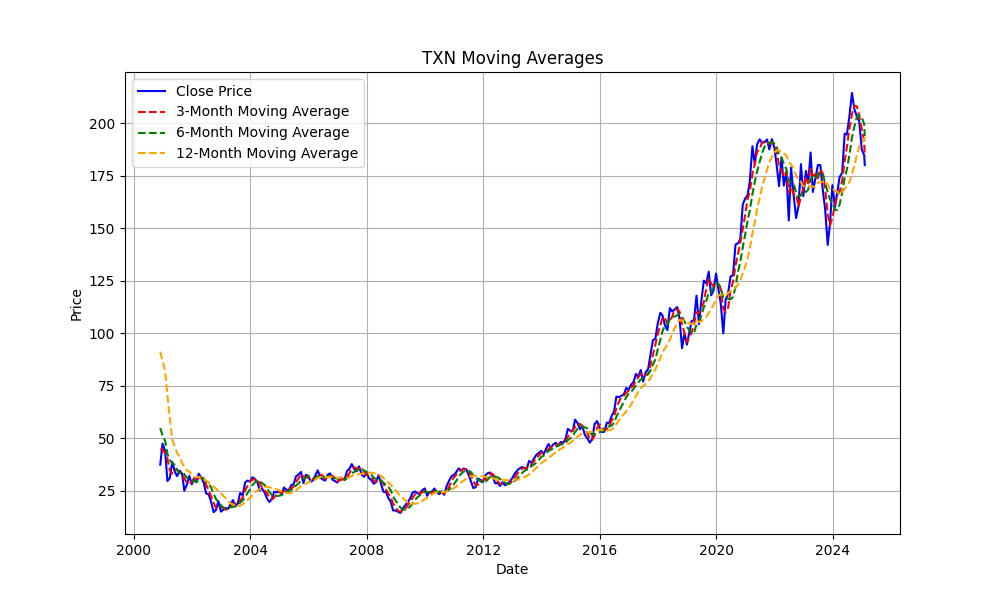 TXN Moving Averages
Close Price
3-Month Moving Average
6-Month Moving Average
12-Month Moving Average
Price
200
175
150
125
100
75
50
25
2000 2004 2008 2012 2016 2020 2024
Date